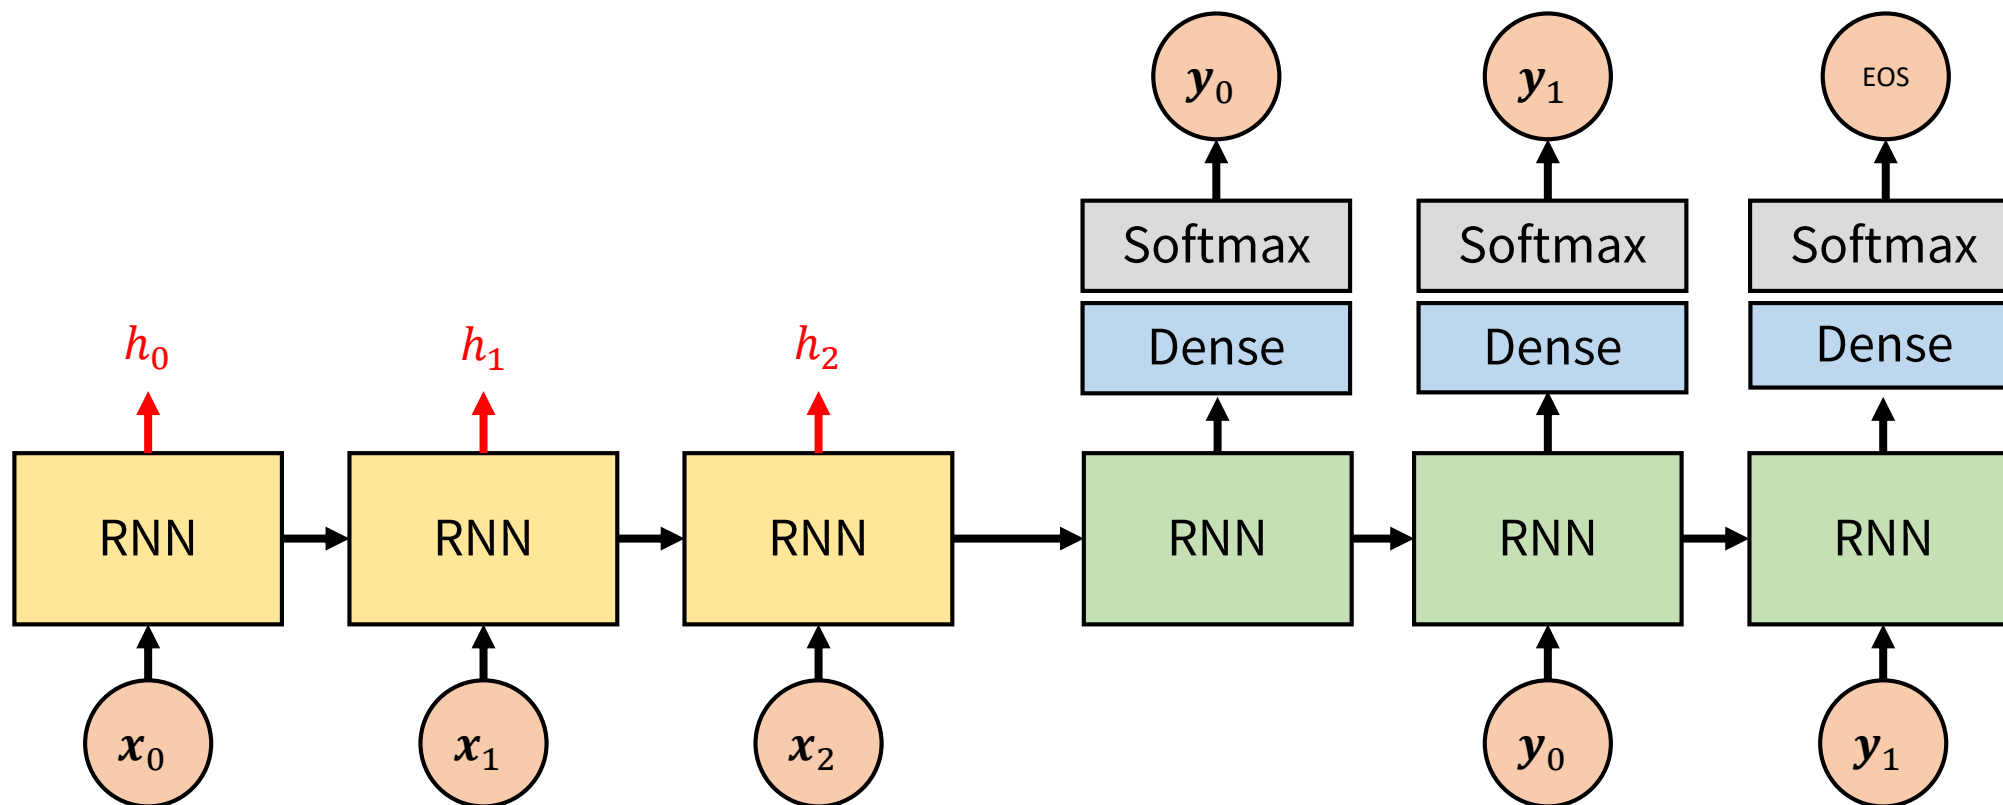 y₀ y₁ EOS
Softmax Softmax Softmax
h₀ h₁ h₂ Dense Dense Dense
RNN RNN RNN RNN RNN RNN
x₀ x₁ x₂ y₀ y₁